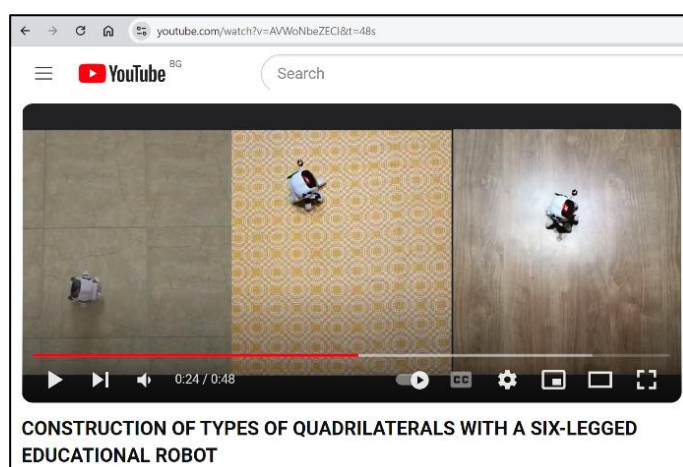 youtube.com/watch?v=AVWoNbeZECI&t=48s
YouTube BG
Search
0:24 / 0:48
CC
CONSTRUCTION OF TYPES OF QUADRILATERALS WITH A SIX-LEGGED
EDUCATIONAL ROBOT